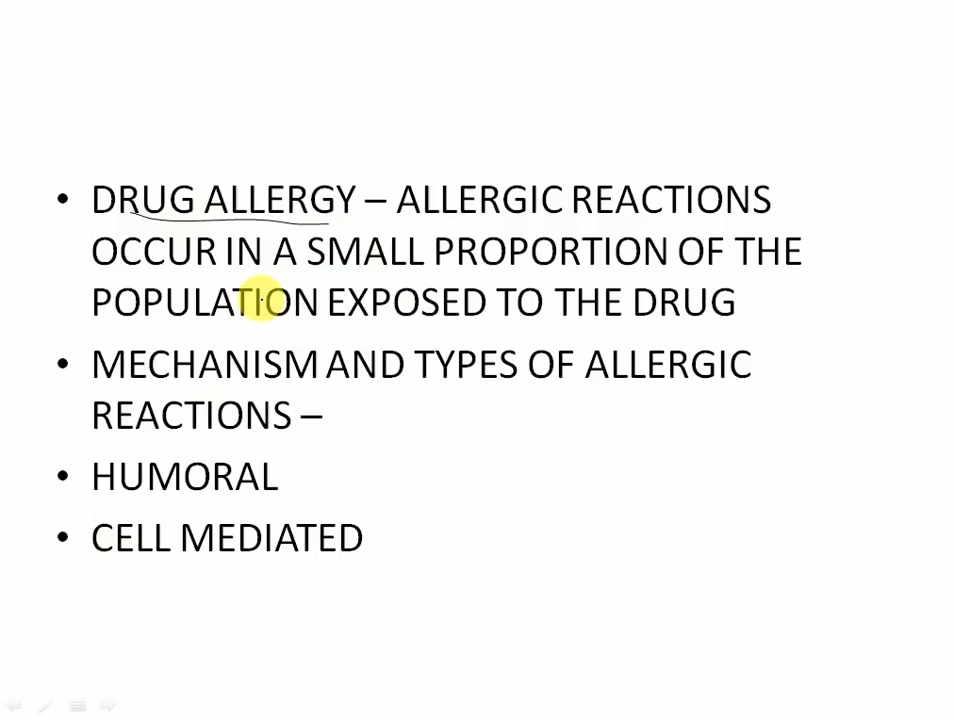 • DRUG ALLERGY – ALLERGIC REACTIONS
OCCUR IN A SMALL PROPORTION OF THE
POPULATION EXPOSED TO THE DRUG
• MECHANISM AND TYPES OF ALLERGIC
REACTIONS –
• HUMORAL
• CELL MEDIATED